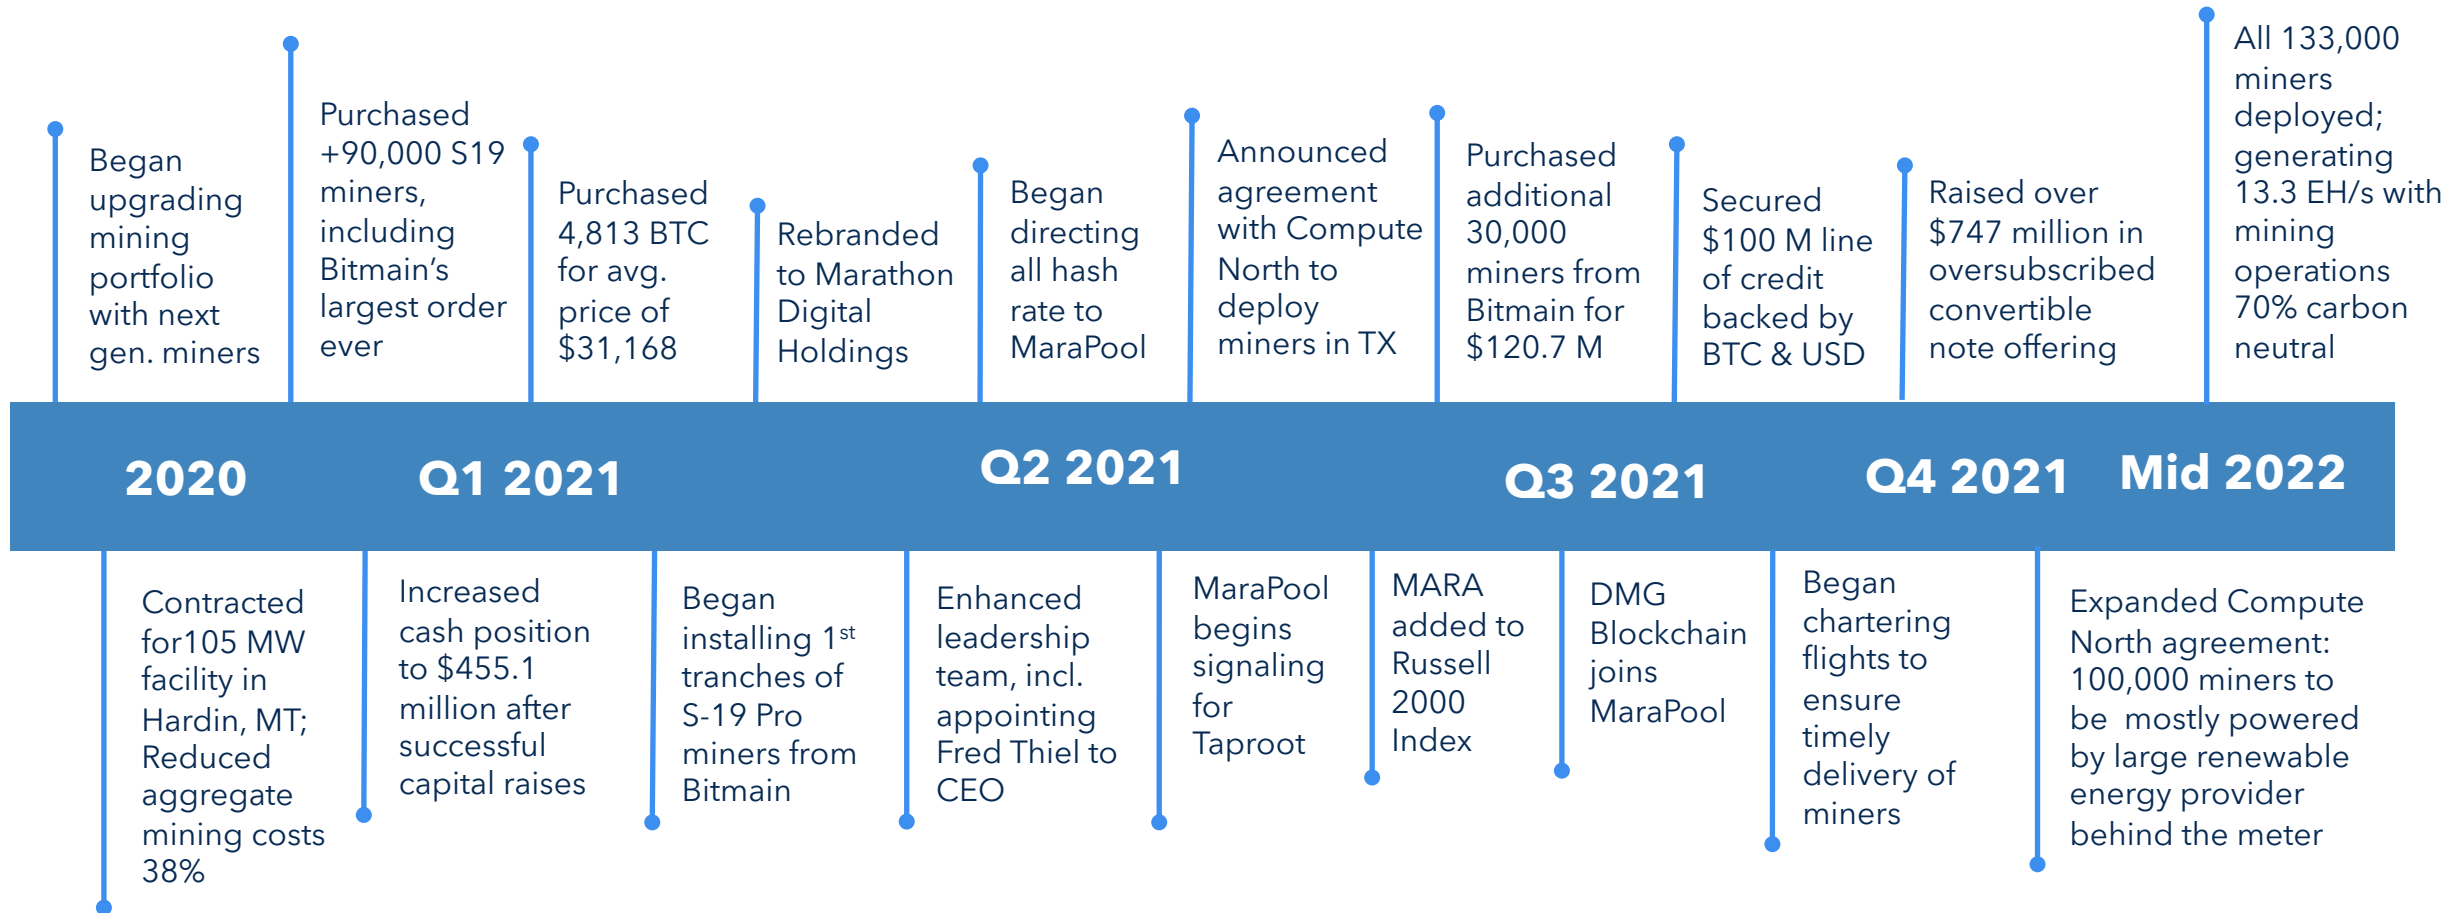 Began
upgrading
mining
portfolio
with next
gen. miners
Purchased
+90,000 S19
miners,
including
Bitmain’s
largest order
ever
Purchased
4,813 BTC
for avg.
price of
$31,168
Rebranded
to Marathon
Digital
Holdings
Began
directing
all hash
rate to
MaraPool
Announced
agreement
with Compute
North to
deploy
miners in TX
Purchased
additional
30,000
miners from
Bitmain for
$120.7 M
Secured
$100 M line
of credit
backed by
BTC & USD
Raised over
$747 million in
oversubscribed
convertible
note offering
All 133,000
miners
deployed;
generating
13.3 EH/s with
mining
operations
70% carbon
neutral
2020
Q1 2021
Q2 2021
Q3 2021
Q4 2021
Mid 2022
Contracted
for105 MW
facility in
Hardin, MT;
Reduced
aggregate
mining costs
38%
Increased
cash position
to $455.1
million after
successful
capital raises
Began
installing 1st
tranches of
S-19 Pro
miners from
Bitmain
Enhanced
leadership
team, incl.
appointing
Fred Thiel to
CEO
MaraPool
begins
signaling
for
Taproot
MARA
added to
Russell
2000
Index
DMG
Blockchain
joins
MaraPool
Began
chartering
flights to
ensure
timely
delivery of
miners
Expanded Compute
North agreement:
100,000 miners to
be  mostly powered
by large renewable
energy provider
behind the meter